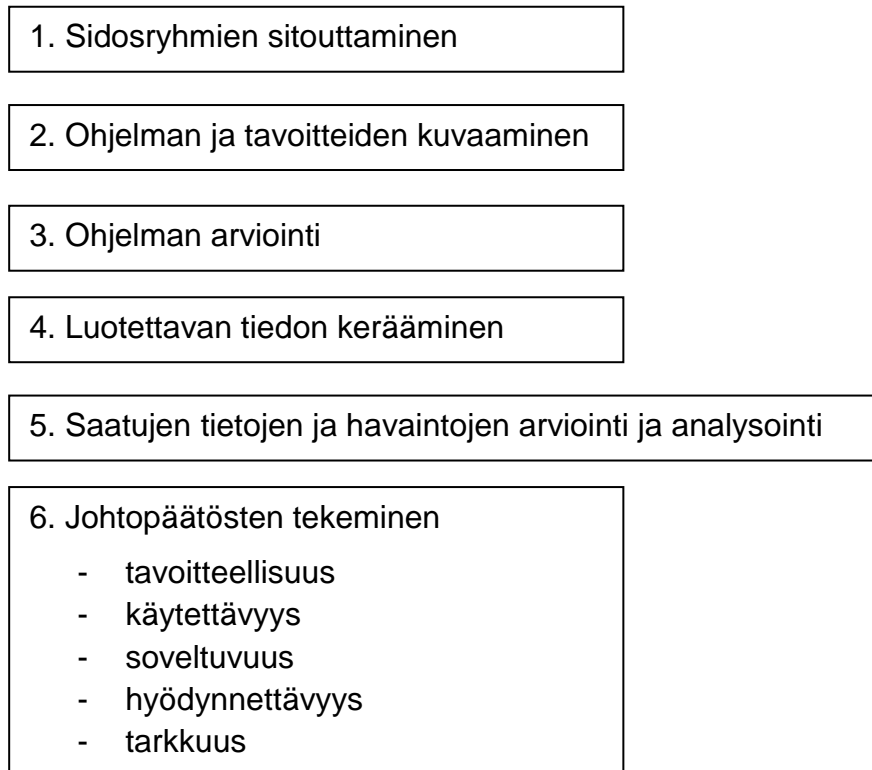 1. Sidosryhmien sitouttaminen
2. Ohjelman ja tavoitteiden kuvaaminen
3. Ohjelman arviointi
4. Luotettavan tiedon kerääminen
5. Saatujen tietojen ja havaintojen arviointi ja analysointi
6. Johtopäätösten tekeminen
- tavoitteellisuus
- käytettävyys
- soveltuvuus
- hyödynnettävyys
- tarkkuus